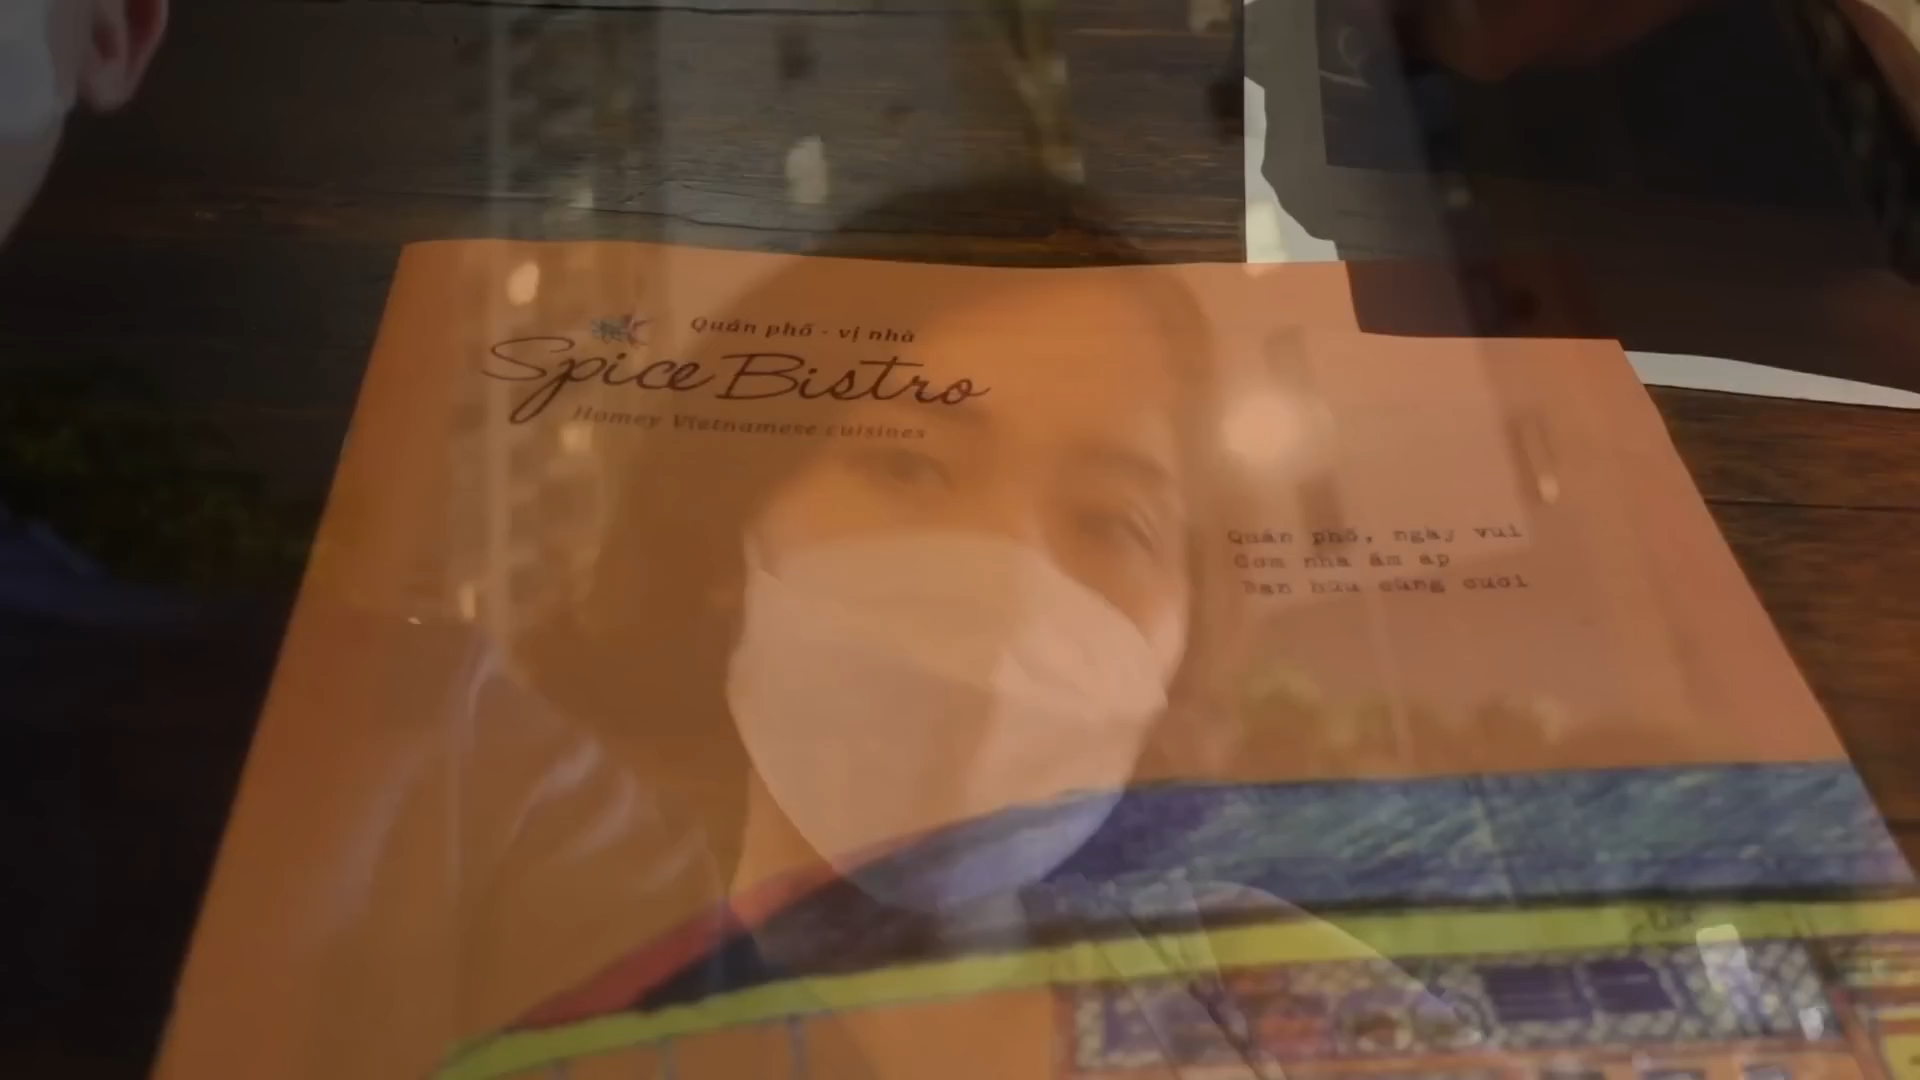 Quán phố - vị nhà
Spice Bistro
Homey Vietnamese cuisines
Quán phố, ngày vui
Cơm nhà ấm áp
Bạn hữu cùng cười